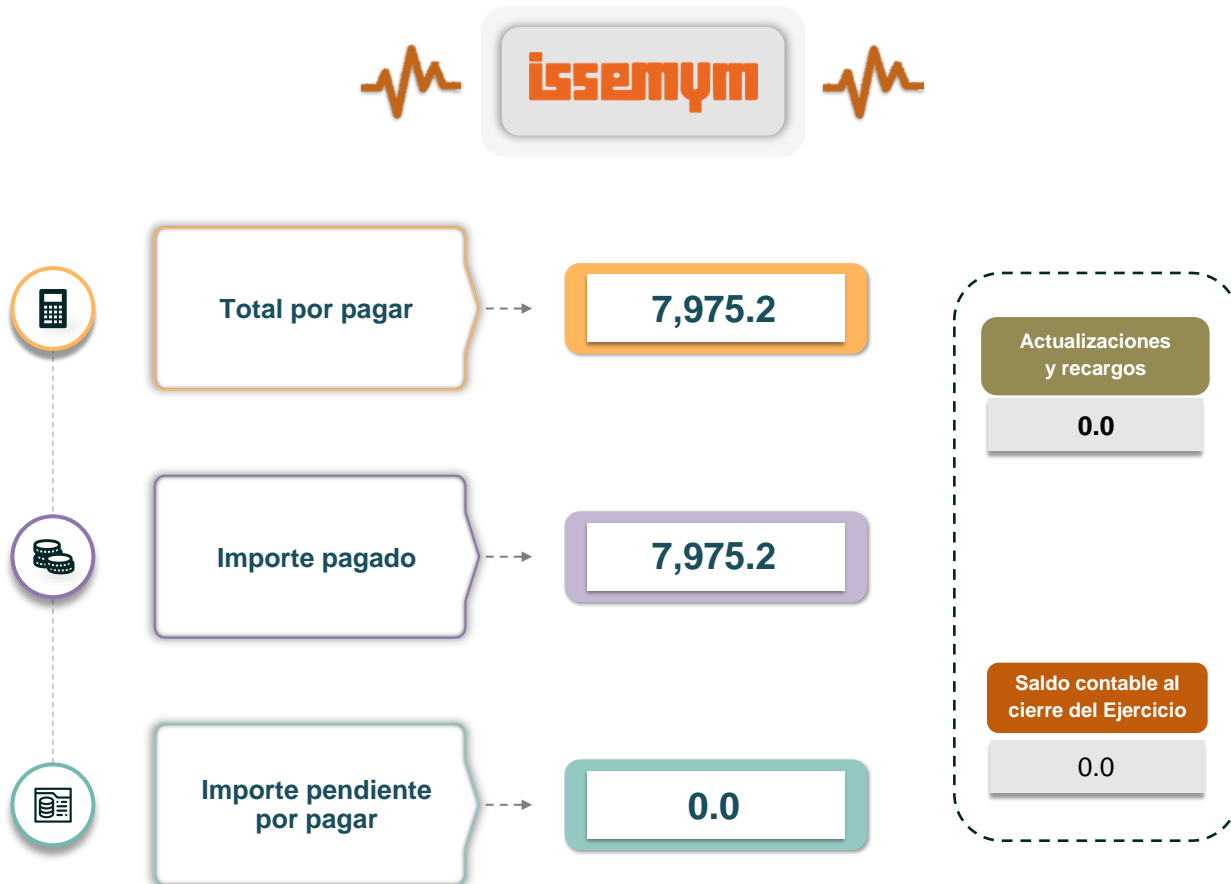 issemym
Total por pagar
7,975.2
Actualizaciones
y recargos
0.0
Importe pagado
7,975.2
Saldo contable al
cierre del Ejercicio
0.0
Importe pendiente
por pagar
0.0